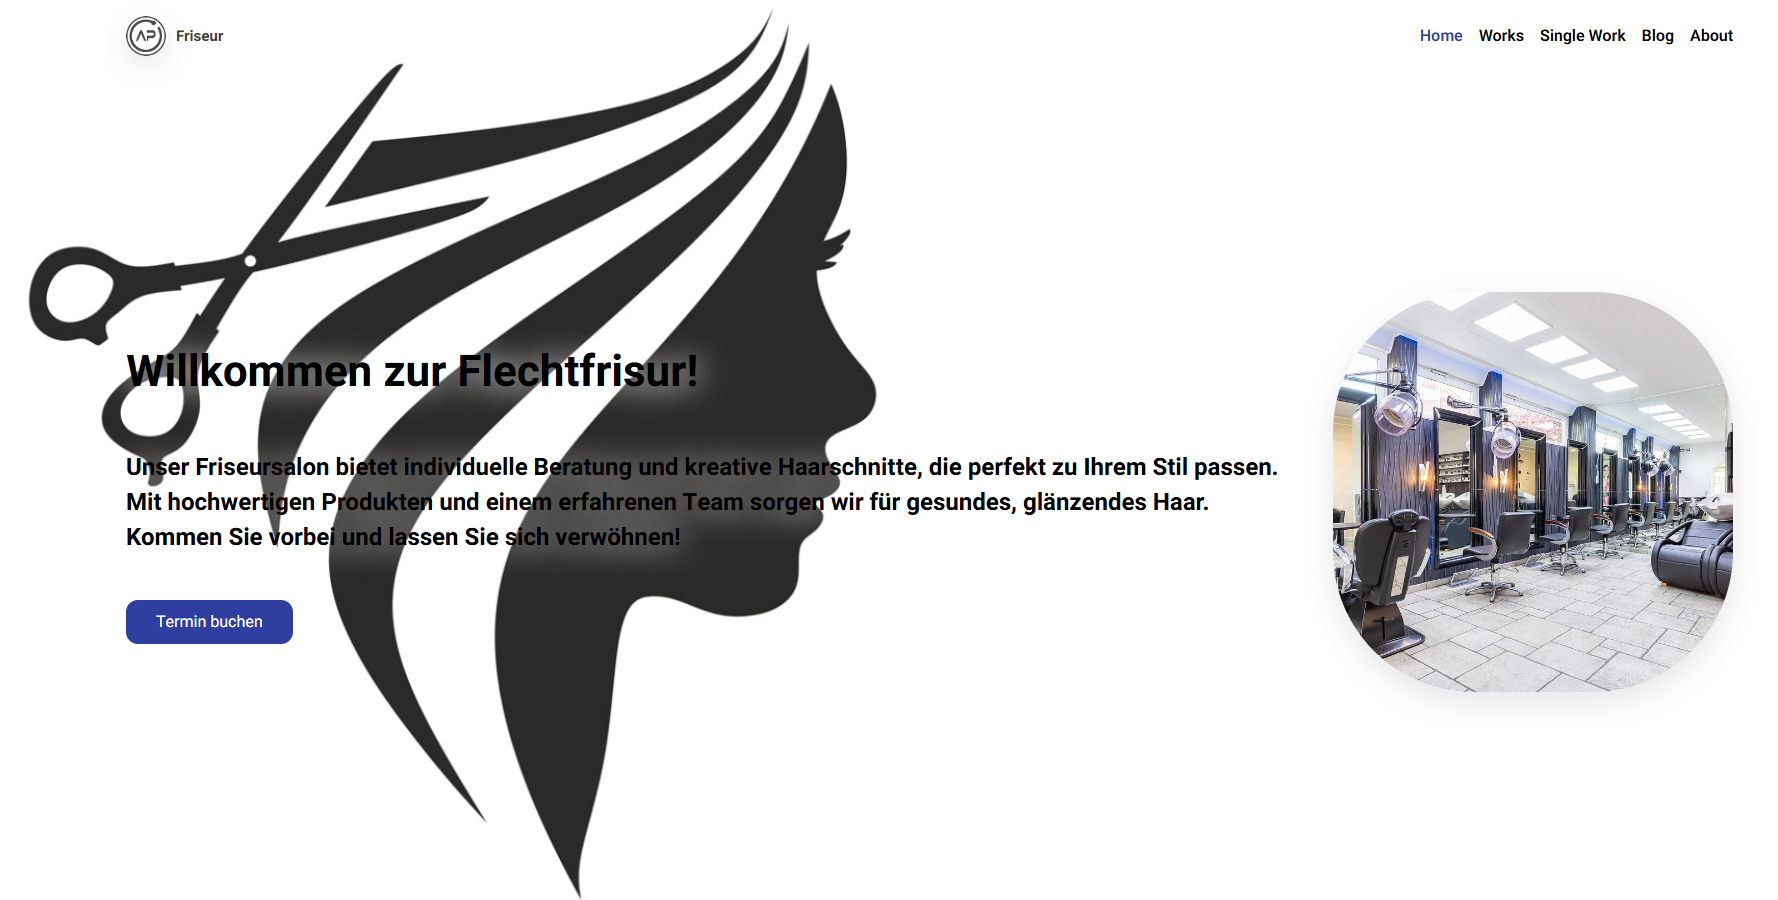 AP Friseur
Home Works Single Work Blog About
Willkommen zur Flechtfrisur!
Unser Friseursalon bietet individuelle Beratung und kreative Haarschnitte, die perfekt zu Ihrem Stil passen.
Mit hochwertigen Produkten und einem erfahrenen Team sorgen wir für gesundes, glänzendes Haar.
Kommen Sie vorbei und lassen Sie sich verwöhnen!
Termin buchen